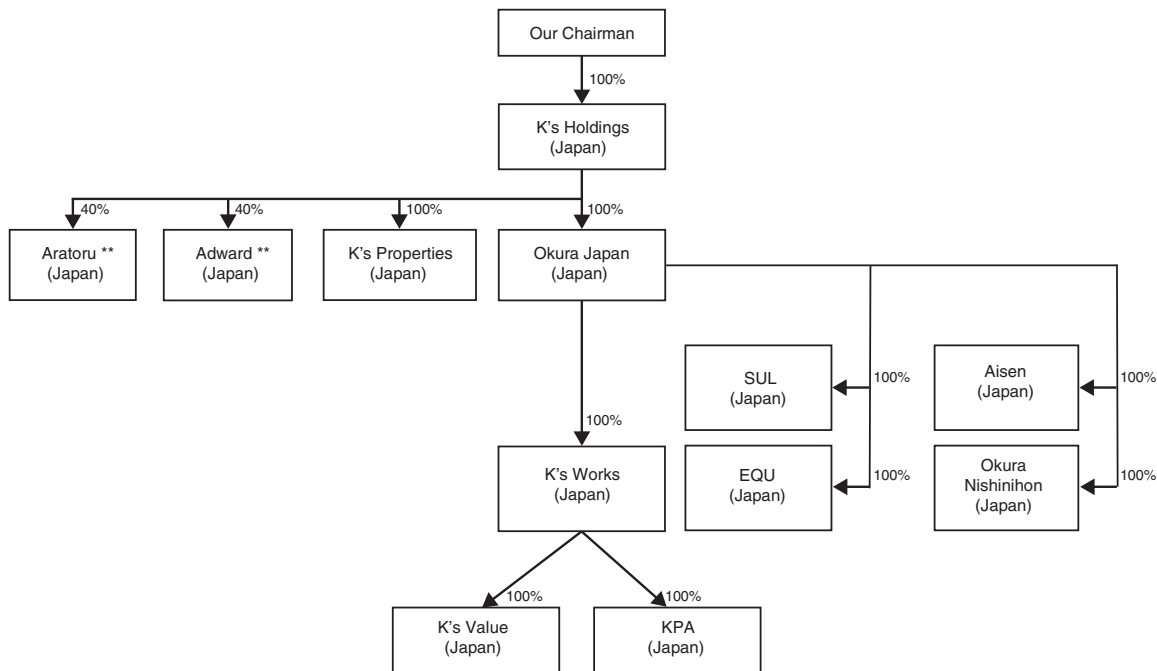 Our Chairman
100%
K's Holdings
(Japan)
40%
40%
100%
100%
Aratoru **
(Japan)
Adward **
(Japan)
K's Properties
(Japan)
Okura Japan
(Japan)
SUL
(Japan)
100%
Aisen
(Japan)
100%
100%
K's Works
(Japan)
EQU
(Japan)
100%
Okura
Nishinihon
(Japan)
100%
100%
100%
K's Value
(Japan)
KPA
(Japan)